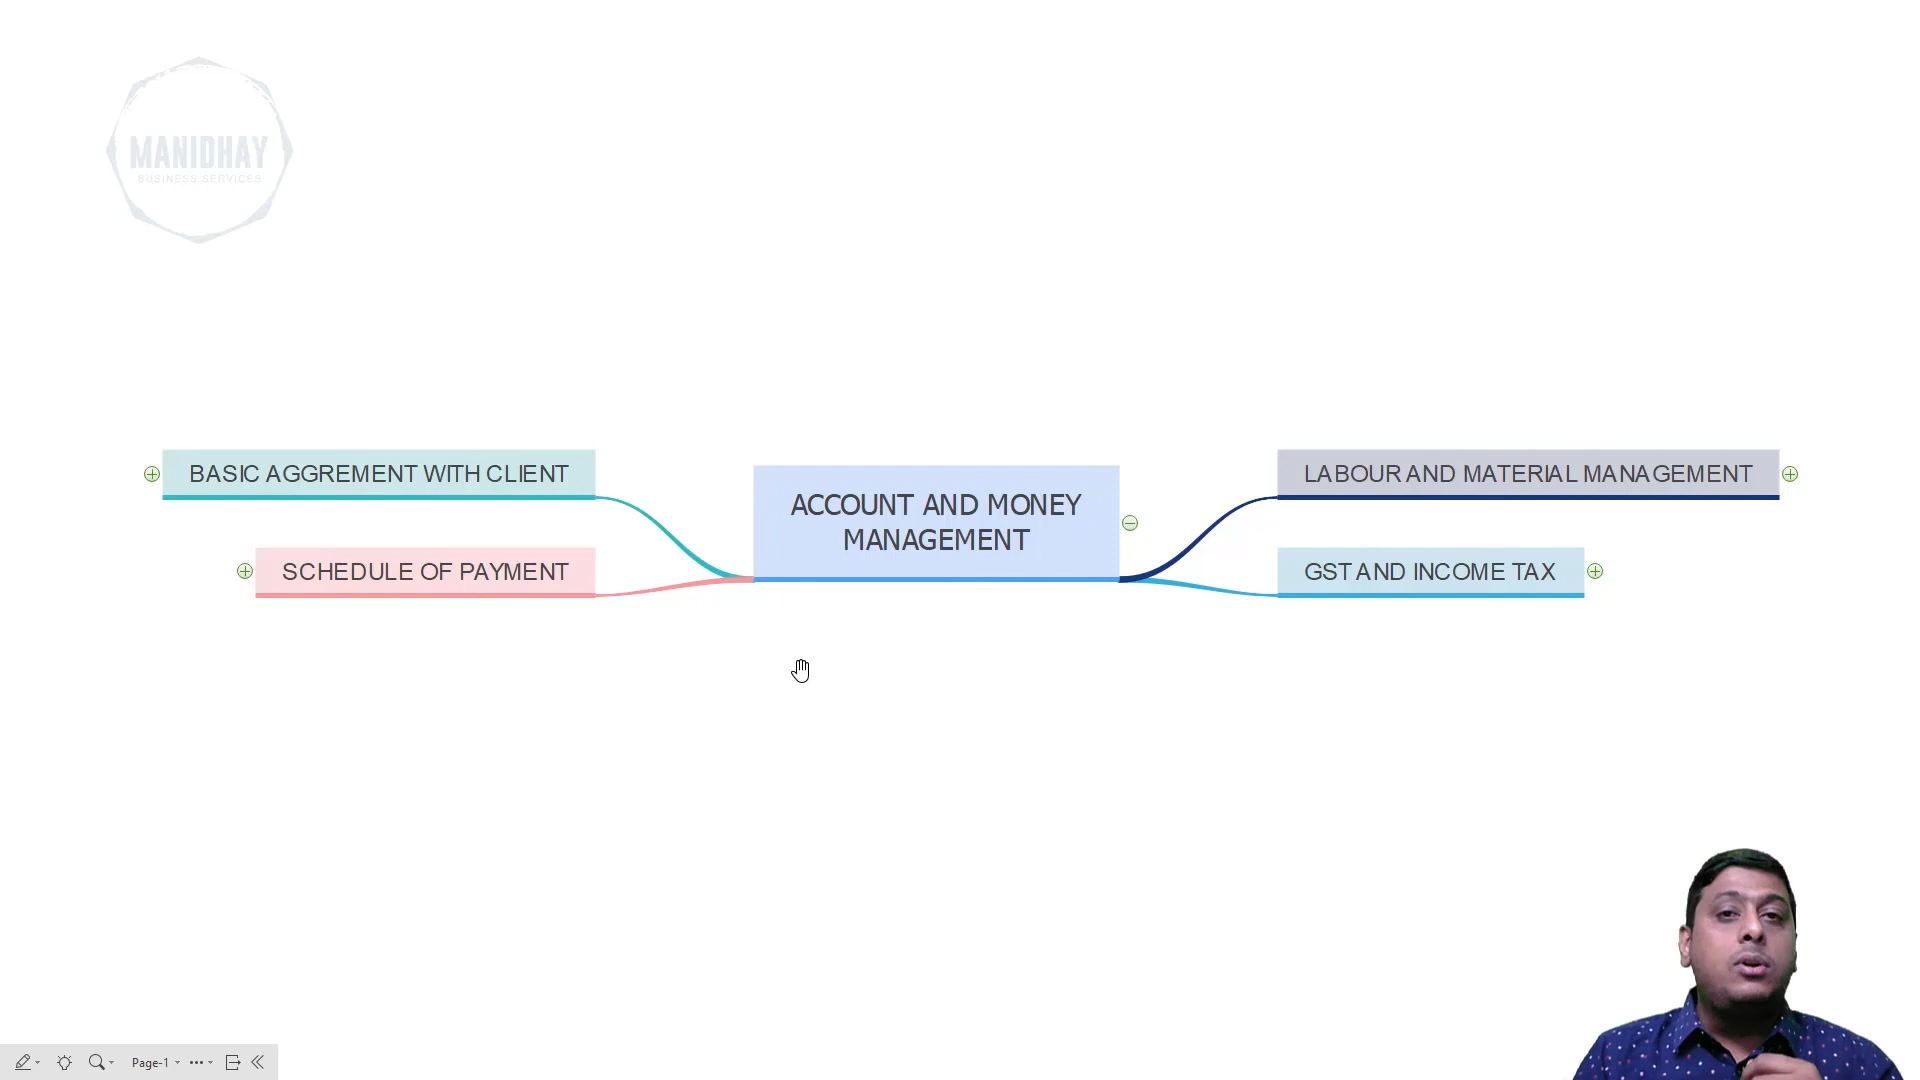 MANIDHAY
BUSINESS SERVICES
BASIC AGGREMENT WITH CLIENT
SCHEDULE OF PAYMENT
ACCOUNT AND MONEY
MANAGEMENT
LABOUR AND MATERIAL MANAGEMENT
GST AND INCOME TAX
Page-1